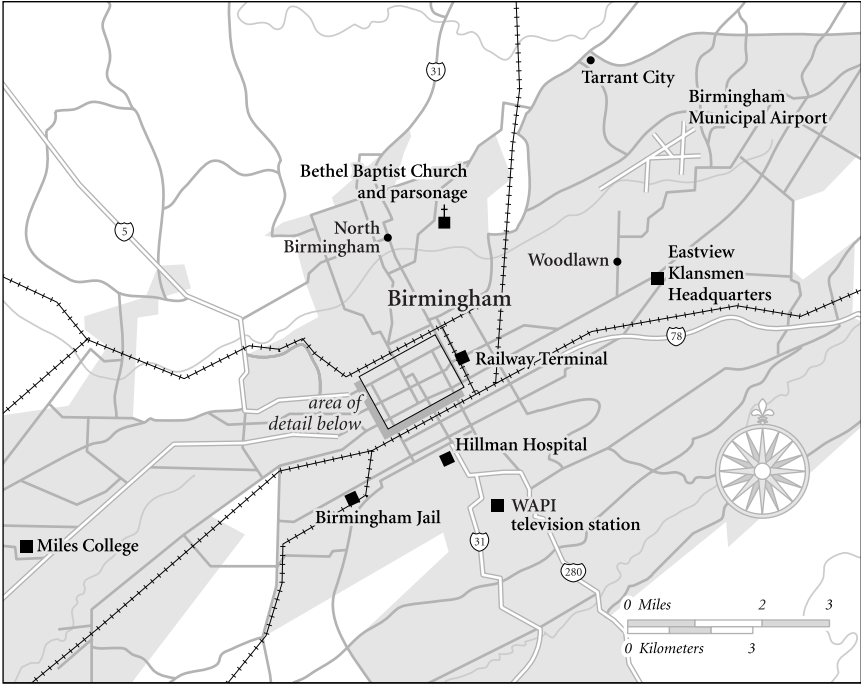 31
Tarrant City
Birmingham
Municipal Airport
Bethel Baptist Church
and parsonage
5
North
Birmingham
Woodlawn
Eastview
Klansmen
Headquarters
Birmingham
78
Railway Terminal
area of
detail below
Hillman Hospital
WAPI
television station
Birmingham Jail
Miles College
31
280
0 Miles 2 3
0 Kilometers 3